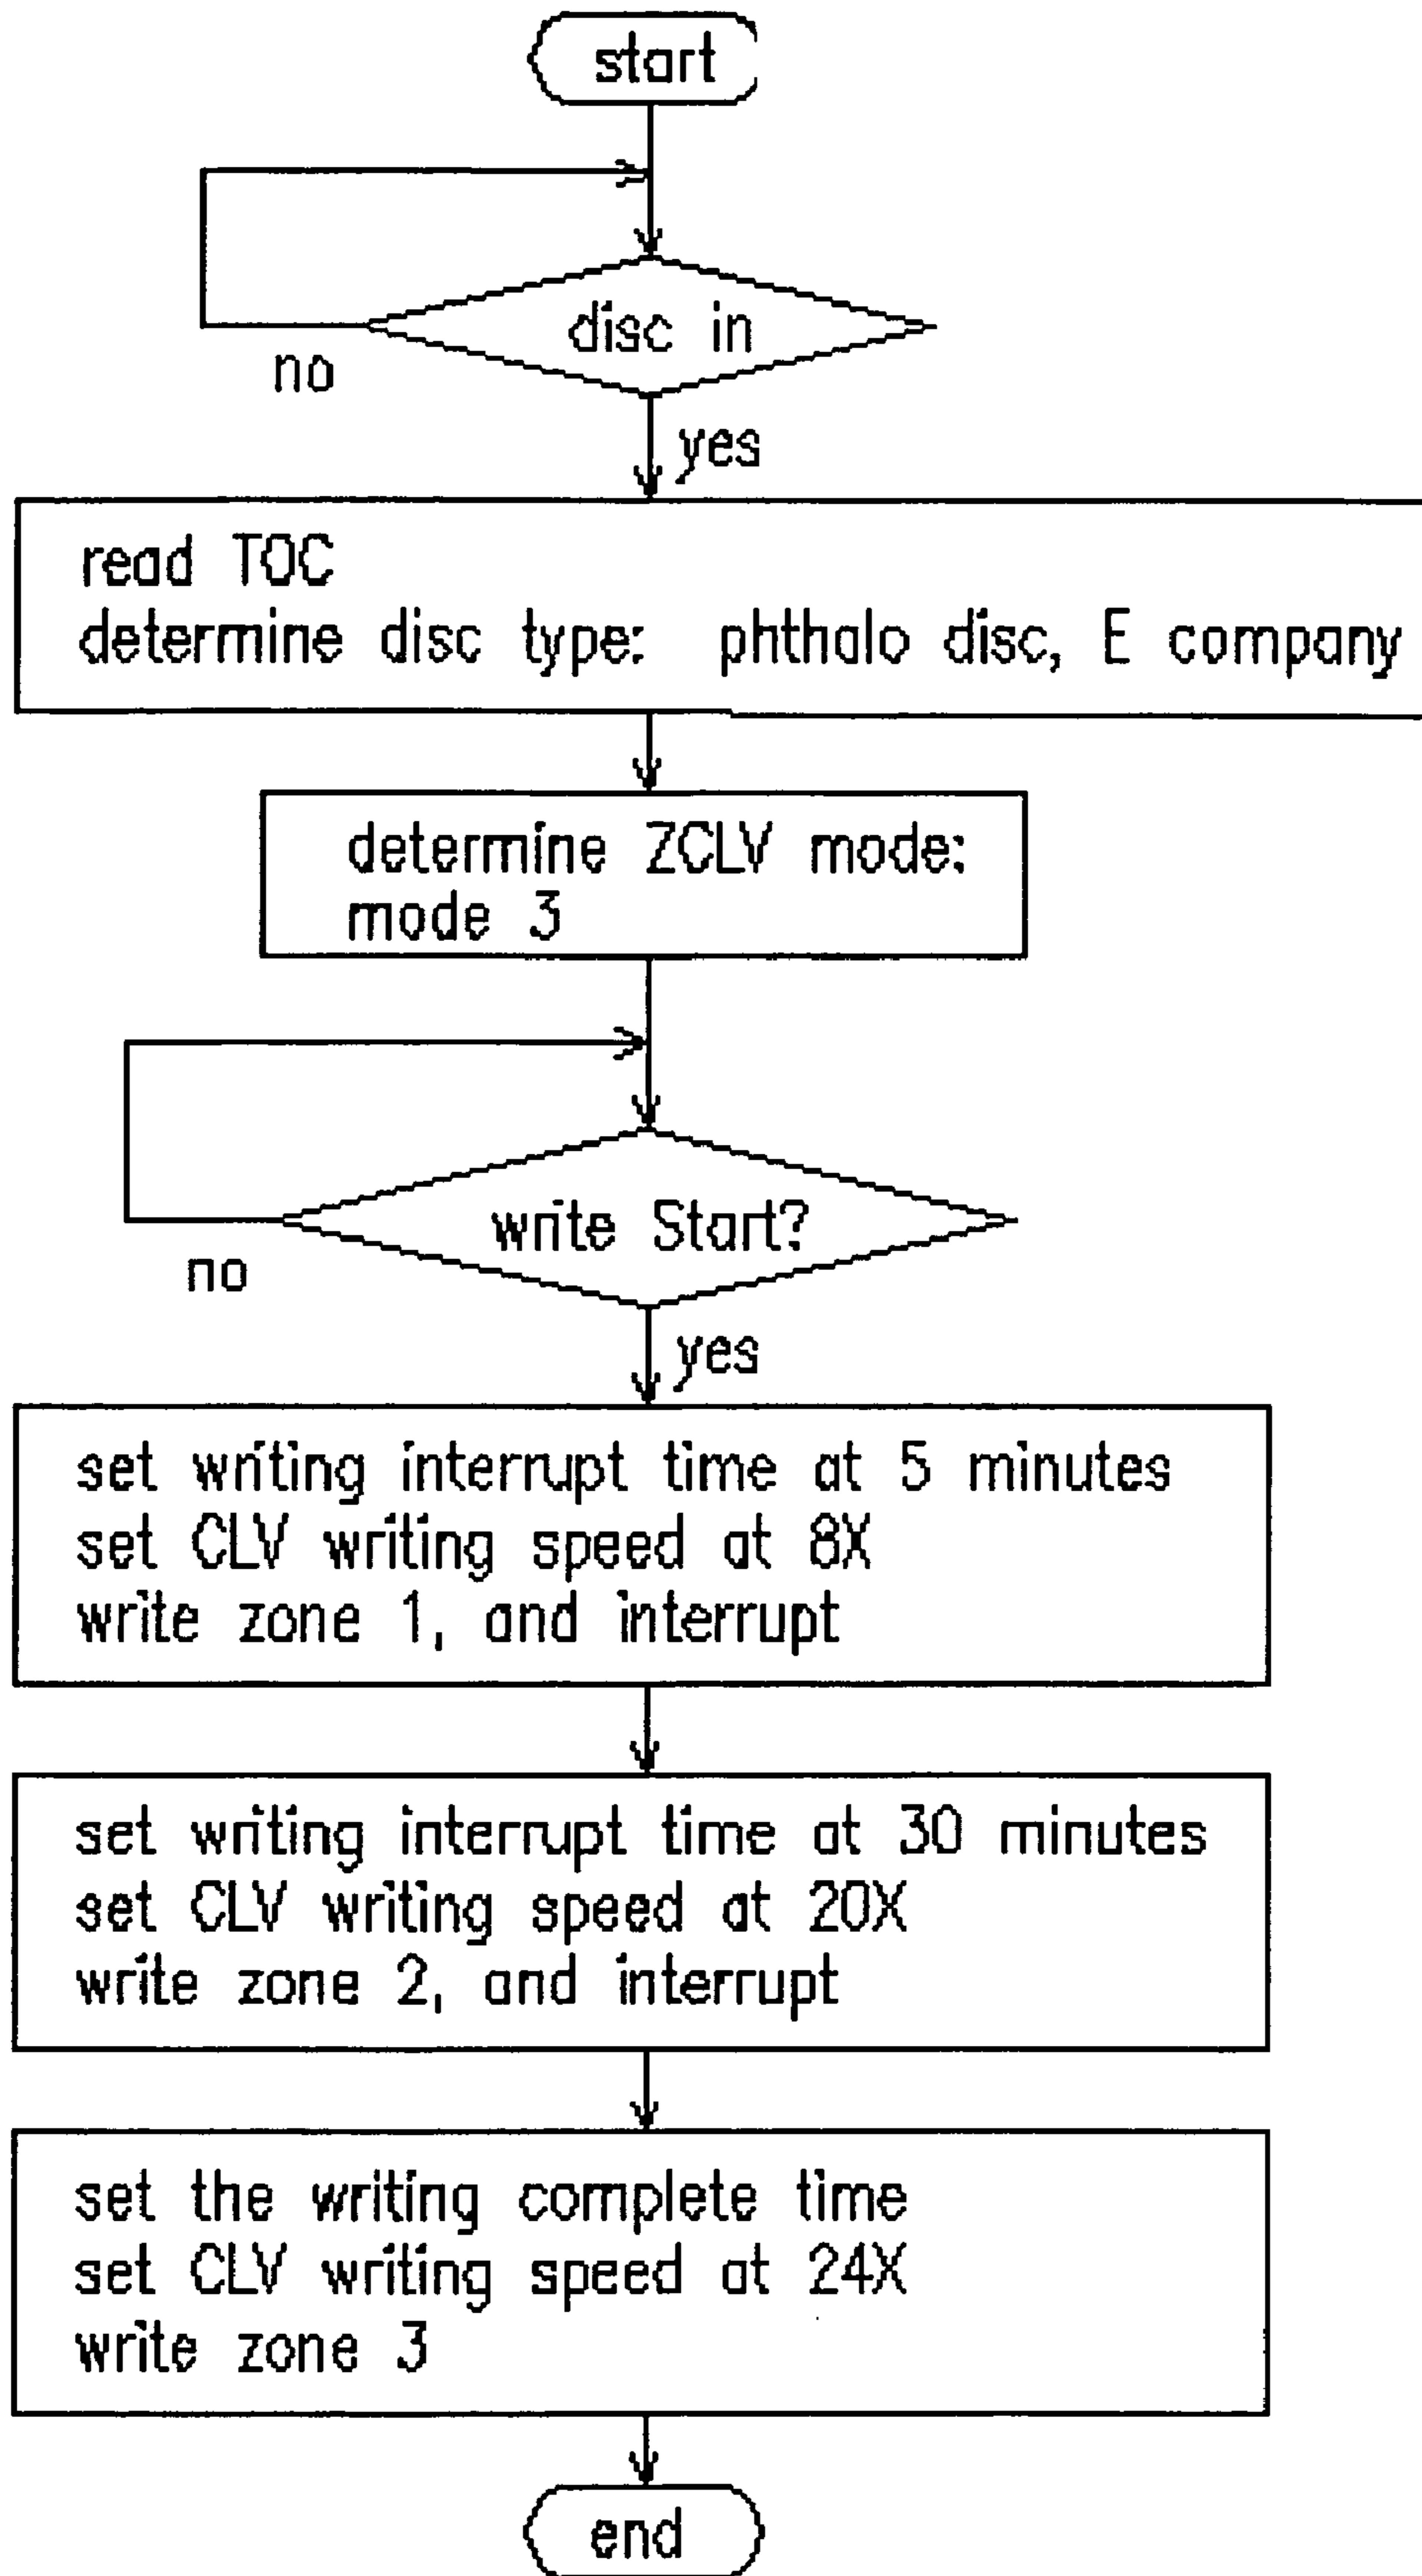 start
disc in
no
yes
read TOC
determine disc type: phthalo disc, E company
determine ZCLV mode:
mode 3
write Start?
no
yes
set writing interrupt time at 5 minutes
set CLV writing speed at 8X
write zone 1, and interrupt
set writing interrupt time at 30 minutes
set CLV writing speed at 20X
write zone 2, and interrupt
set the writing complete time
set CLV writing speed at 24X
write zone 3
end